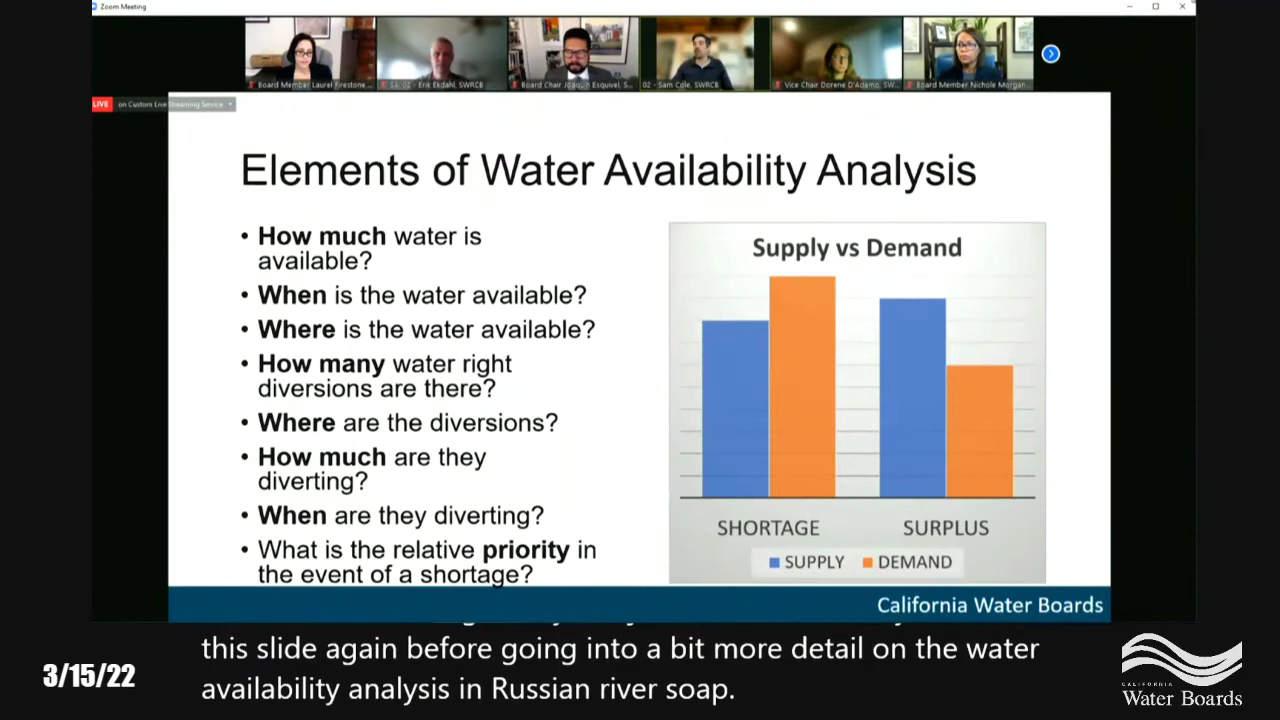 Zoom Meeting
Board Member Laurel Firestone...
Erik Ekdahl, SWRCB
Board Chair Joaquin Esquivel, S...
02 - Sam Cole, SWRCB
Vice Chair Dorene D'Adamo, SW...
Board Member Nichole Morgan...
LIVE
on Custom Live Streaming Service
Elements of Water Availability Analysis
• How much water is
available?
• When is the water available?
• Where is the water available?
• How many water right
diversions are there?
• Where are the diversions?
• How much are they
diverting?
• When are they diverting?
• What is the relative priority in
the event of a shortage?
Supply vs Demand
SHORTAGE
SURPLUS
SUPPLY
DEMAND
California Water Boards
this slide again before going into a bit more detail on the water
availability analysis in Russian river soap.
3/15/22
CALIFORNIA
Water Boards